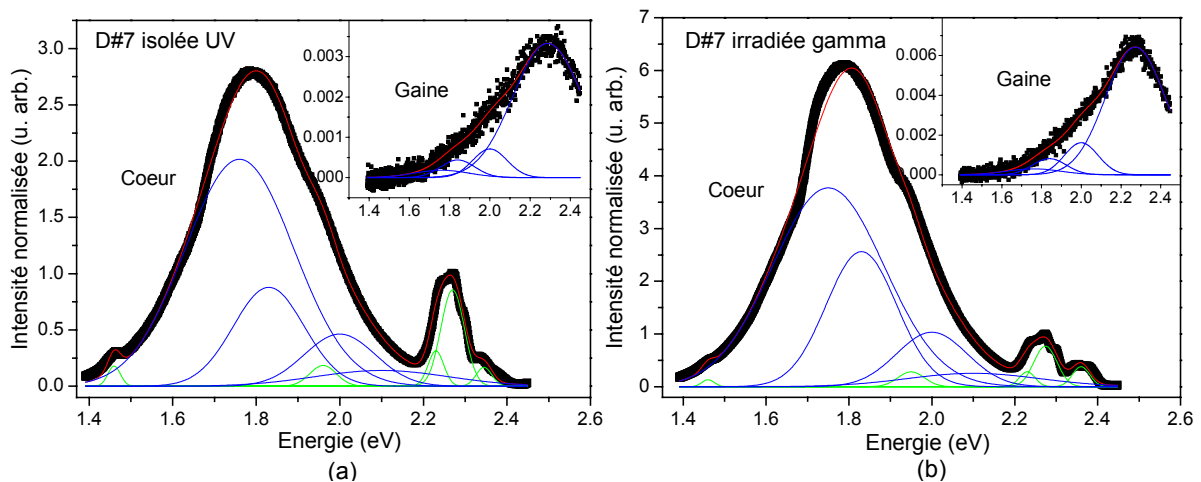 D#7 isolée UV
Gaine
Coeur
Intensité normalisée (u. arb.)
3.0
2.5
2.0
1.5
1.0
0.5
0.0
0.003
0.002
0.001
0.000
1.4 1.6 1.8 2.0 2.2 2.4
1.4 1.6 1.8 2.0 2.2 2.4 2.6
Energie (eV)
(a)
D#7 irradiée gamma
Gaine
Coeur
Intensité normalisée (u. arb.)
7
6
5
4
3
2
1
0
0.006
0.004
0.002
0.000
1.4 1.6 1.8 2.0 2.2 2.4
1.4 1.6 1.8 2.0 2.2 2.4 2.6
Energie (eV)
(b)